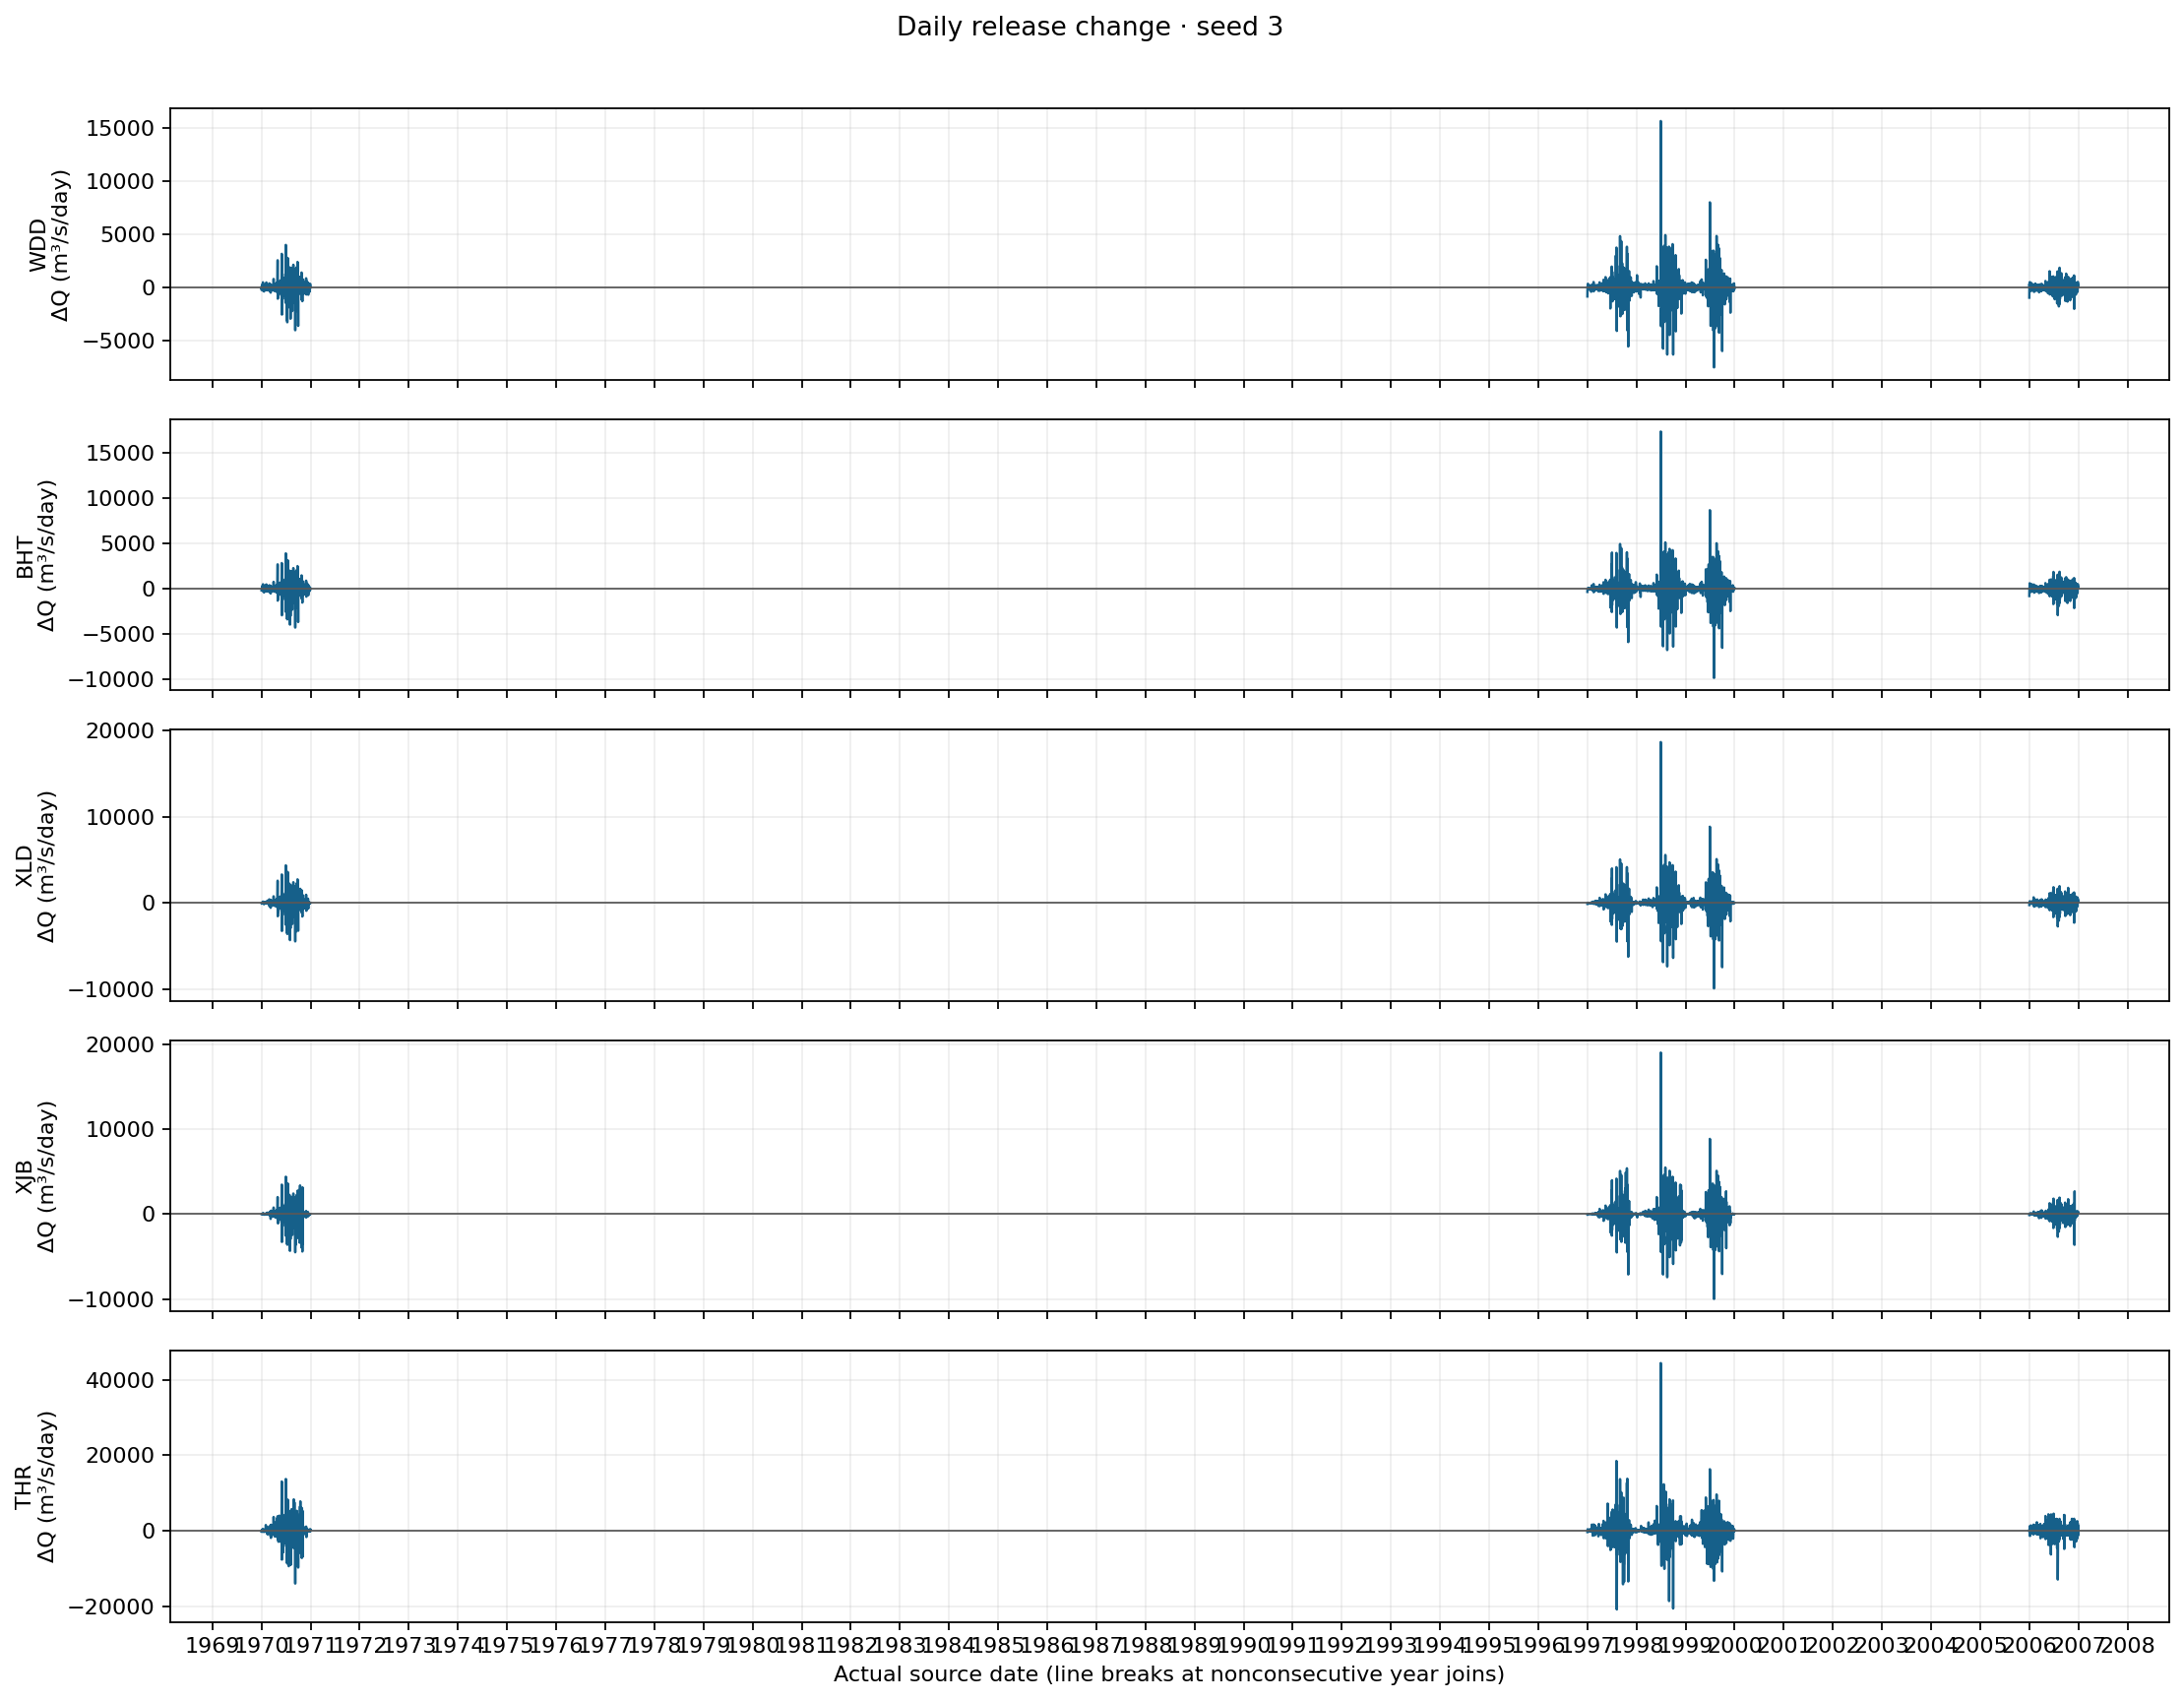 Daily release change · seed 3
WDD
ΔQ (m³/s/day)
15000
10000
5000
0
−5000
BHT
ΔQ (m³/s/day)
15000
10000
5000
0
−5000
−10000
XLD
ΔQ (m³/s/day)
20000
10000
0
−10000
XJB
ΔQ (m³/s/day)
20000
10000
0
−10000
THR
ΔQ (m³/s/day)
40000
20000
0
−20000
1969 1970 1971 1972 1973 1974 1975 1976 1977 1978 1979 1980 1981 1982 1983 1984 1985 1986 1987 1988 1989 1990 1991 1992 1993 1994 1995 1996 1997 1998 1999 2000 2001 2002 2003 2004 2005 2006 2007 2008
Actual source date (line breaks at nonconsecutive year joins)